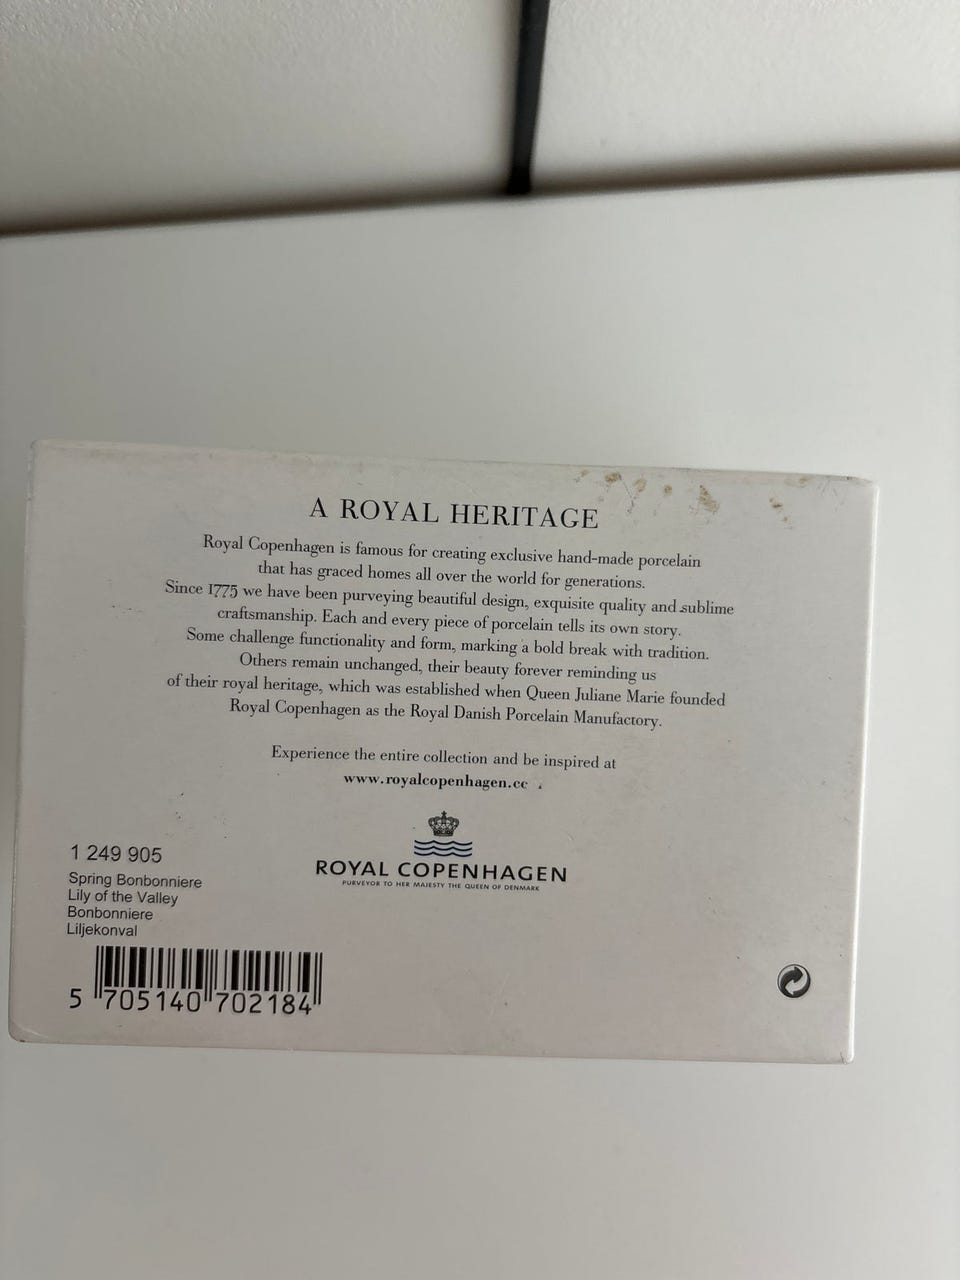 A ROYAL HERITAGE
Royal Copenhagen is famous for creating exclusive hand-made porcelain
that has graced homes all over the world for generations.
Since 1775 we have been purveying beautiful design, exquisite quality and sublime
craftsmanship. Each and every piece of porcelain tells its own story.
Some challenge functionality and form, marking a bold break with tradition.
Others remain unchanged, their beauty forever reminding us
of their royal heritage, which was established when Queen Juliane Marie founded
Royal Copenhagen as the Royal Danish Porcelain Manufactory.
Experience the entire collection and be inspired at
www.royalcopenhagen.cc
ROYAL COPENHAGEN
PURVEYOR TO HER MAJESTY THE QUEEN OF DENMARK
1 249 905
Spring Bonbonniere
Lily of the Valley
Bonbonniere
Liljekonval
5 705140 702184